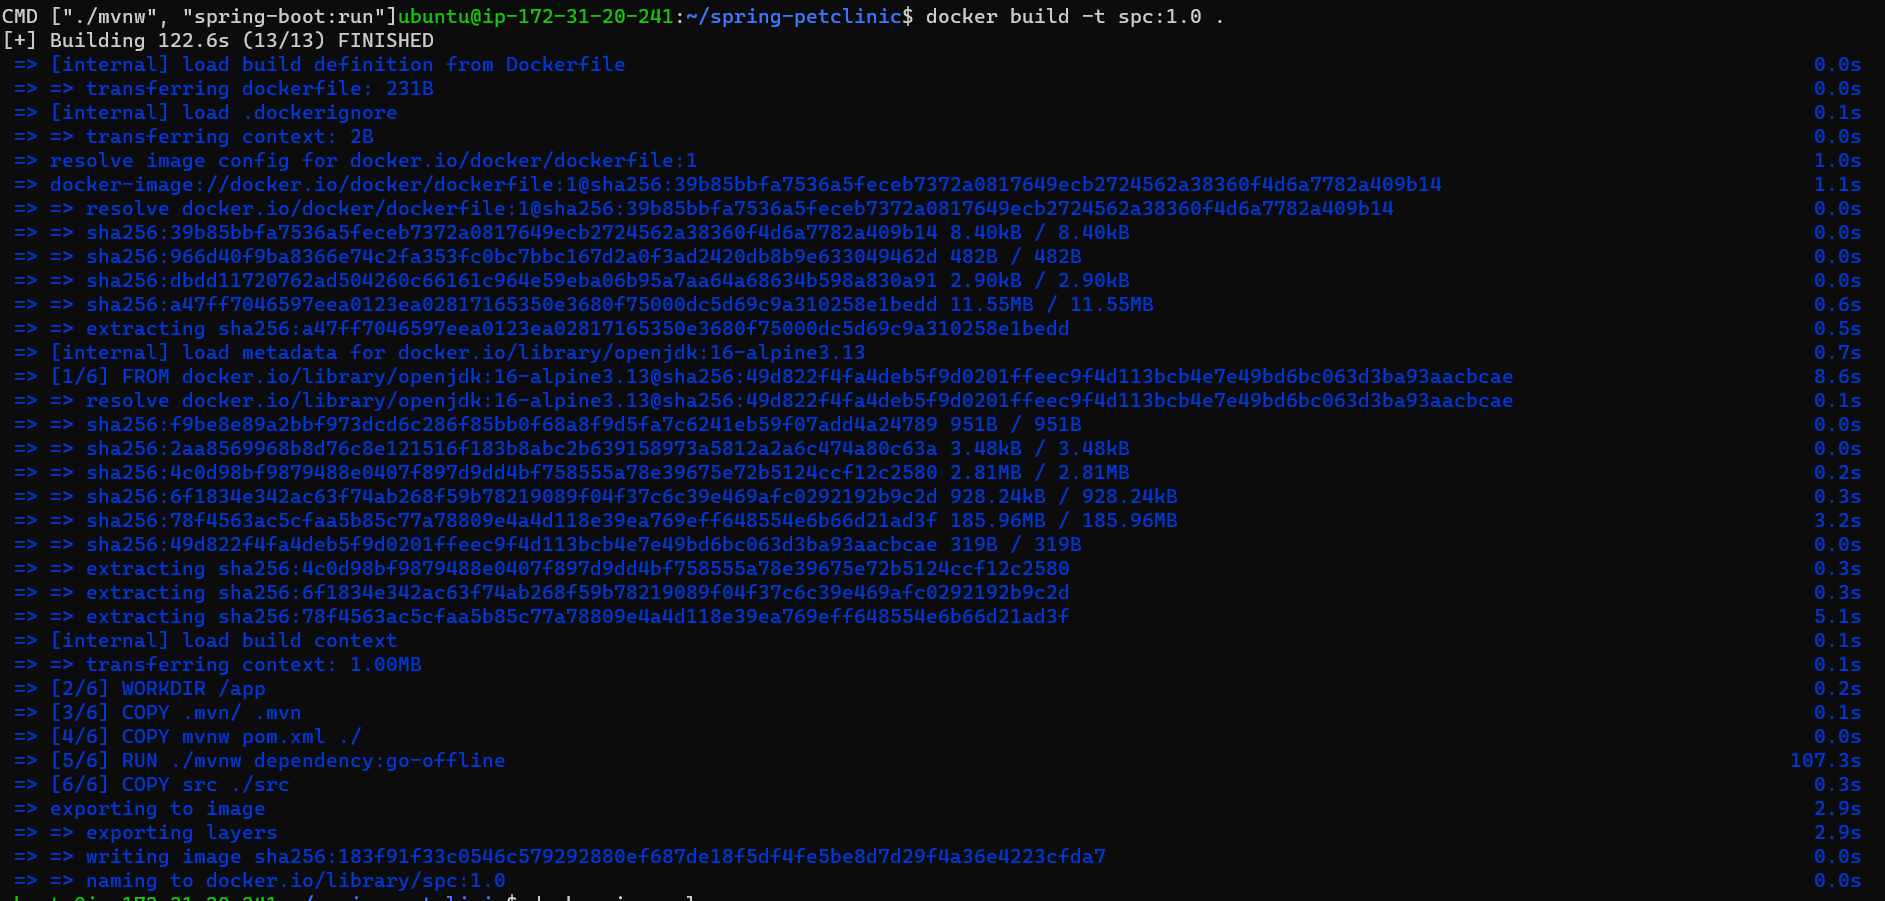 CMD ["./mvnw", "spring-boot:run"]ubuntu@ip-172-31-20-241:~/spring-petclinic$ docker build -t spc:1.0 .
[+] Building 122.6s (13/13) FINISHED
=> [internal] load build definition from Dockerfile 0.0s
=> => transferring dockerfile: 231B 0.0s
=> [internal] load .dockerignore 0.1s
=> => transferring context: 2B 0.0s
=> resolve image config for docker.io/docker/dockerfile:1 1.0s
=> docker-image://docker.io/docker/dockerfile:1@sha256:39b85bbfa7536a5feceb7372a0817649ecb2724562a38360f4d6a7782a409b14 1.1s
=> => resolve docker.io/docker/dockerfile:1@sha256:39b85bbfa7536a5feceb7372a0817649ecb2724562a38360f4d6a7782a409b14 0.0s
=> => sha256:39b85bbfa7536a5feceb7372a0817649ecb2724562a38360f4d6a7782a409b14 8.40kB / 8.40kB 0.0s
=> => sha256:966d40f9ba8366e74c2fa353fc0bc7bbc167d2a0f3ad2420db8b9e633049462d 482B / 482B 0.0s
=> => sha256:dbdd11720762ad504260c66161c964e59eba06b95a7aa64a68634b598a830a91 2.90kB / 2.90kB 0.0s
=> => sha256:a47ff7046597eea0123ea02817165350e3680f75000dc5d69c9a310258e1bedd 11.55MB / 11.55MB 0.6s
=> => extracting sha256:a47ff7046597eea0123ea02817165350e3680f75000dc5d69c9a310258e1bedd 0.5s
=> [internal] load metadata for docker.io/library/openjdk:16-alpine3.13 0.7s
=> [1/6] FROM docker.io/library/openjdk:16-alpine3.13@sha256:49d822f4fa4deb5f9d0201ffeec9f4d113bcb4e7e49bd6bc063d3ba93aacbcae 8.6s
=> => resolve docker.io/library/openjdk:16-alpine3.13@sha256:49d822f4fa4deb5f9d0201ffeec9f4d113bcb4e7e49bd6bc063d3ba93aacbcae 0.1s
=> => sha256:f9be8e89a2bbf973dcd6c286f85bb0f68a8f9d5fa7c6241eb59f07add4a24789 951B / 951B 0.0s
=> => sha256:2aa8569968b8d76c8e121516f183b8abc2b639158973a5812a2a6c474a80c63a 3.48kB / 3.48kB 0.0s
=> => sha256:4c0d98bf9879488e0407f897d9dd4bf758555a78e39675e72b5124ccf12c2580 2.81MB / 2.81MB 0.2s
=> => sha256:6f1834e342ac63f74ab268f59b78219089f04f37c6c39e469afc0292192b9c2d 928.24kB / 928.24kB 0.3s
=> => sha256:78f4563ac5cfaa5b85c77a78809e4a4d118e39ea769eff648554e6b66d21ad3f 185.96MB / 185.96MB 3.2s
=> => sha256:49d822f4fa4deb5f9d0201ffeec9f4d113bcb4e7e49bd6bc063d3ba93aacbcae 319B / 319B 0.0s
=> => extracting sha256:4c0d98bf9879488e0407f897d9dd4bf758555a78e39675e72b5124ccf12c2580 0.3s
=> => extracting sha256:6f1834e342ac63f74ab268f59b78219089f04f37c6c39e469afc0292192b9c2d 0.3s
=> => extracting sha256:78f4563ac5cfaa5b85c77a78809e4a4d118e39ea769eff648554e6b66d21ad3f 5.1s
=> [internal] load build context 0.1s
=> => transferring context: 1.00MB 0.1s
=> [2/6] WORKDIR /app 0.2s
=> [3/6] COPY .mvn/ .mvn 0.1s
=> [4/6] COPY mvnw pom.xml ./ 0.0s
=> [5/6] RUN ./mvnw dependency:go-offline 107.3s
=> [6/6] COPY src ./src 0.3s
=> exporting to image 2.9s
=> => exporting layers 2.9s
=> => writing image sha256:183f91f33c0546c579292880ef687de18f5df4fe5be8d7d29f4a36e4223cfda7 0.0s
=> => naming to docker.io/library/spc:1.0 0.0s